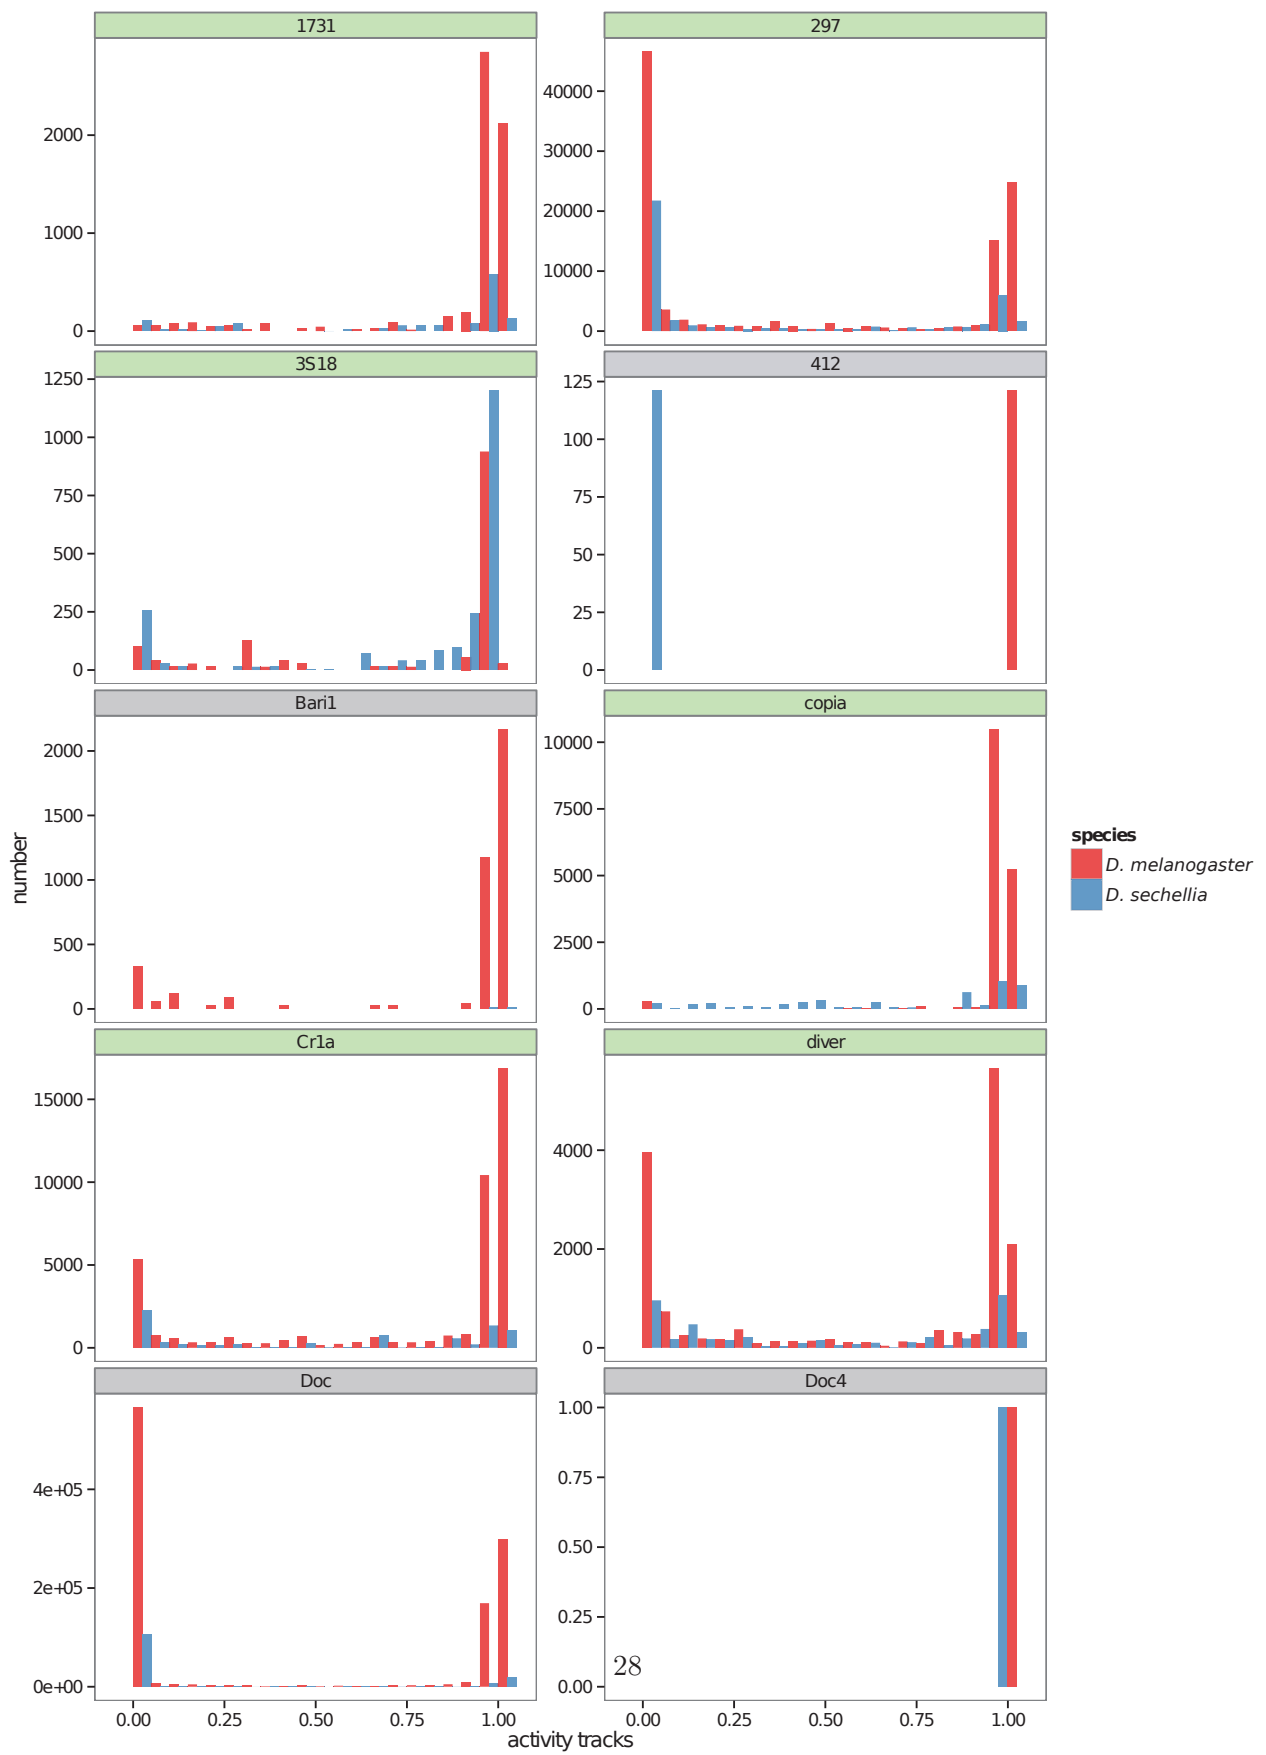 1731
297
2000
1000
0
40000
30000
20000
10000
0
3S18
412
1250
1000
750
500
250
0
125
100
75
50
25
0
Bari1
copia
2000
1500
1000
500
0
10000
7500
5000
2500
0
number
species
D. melanogaster
D. sechellia
Cr1a
diver
15000
10000
5000
0
4000
2000
0
Doc
Doc4
4e+05
2e+05
0e+00
1.00
0.75
0.50
0.25
0.00
28
0.00 0.25 0.50 0.75 1.00
0.00 0.25 0.50 0.75 1.00
activity tracks